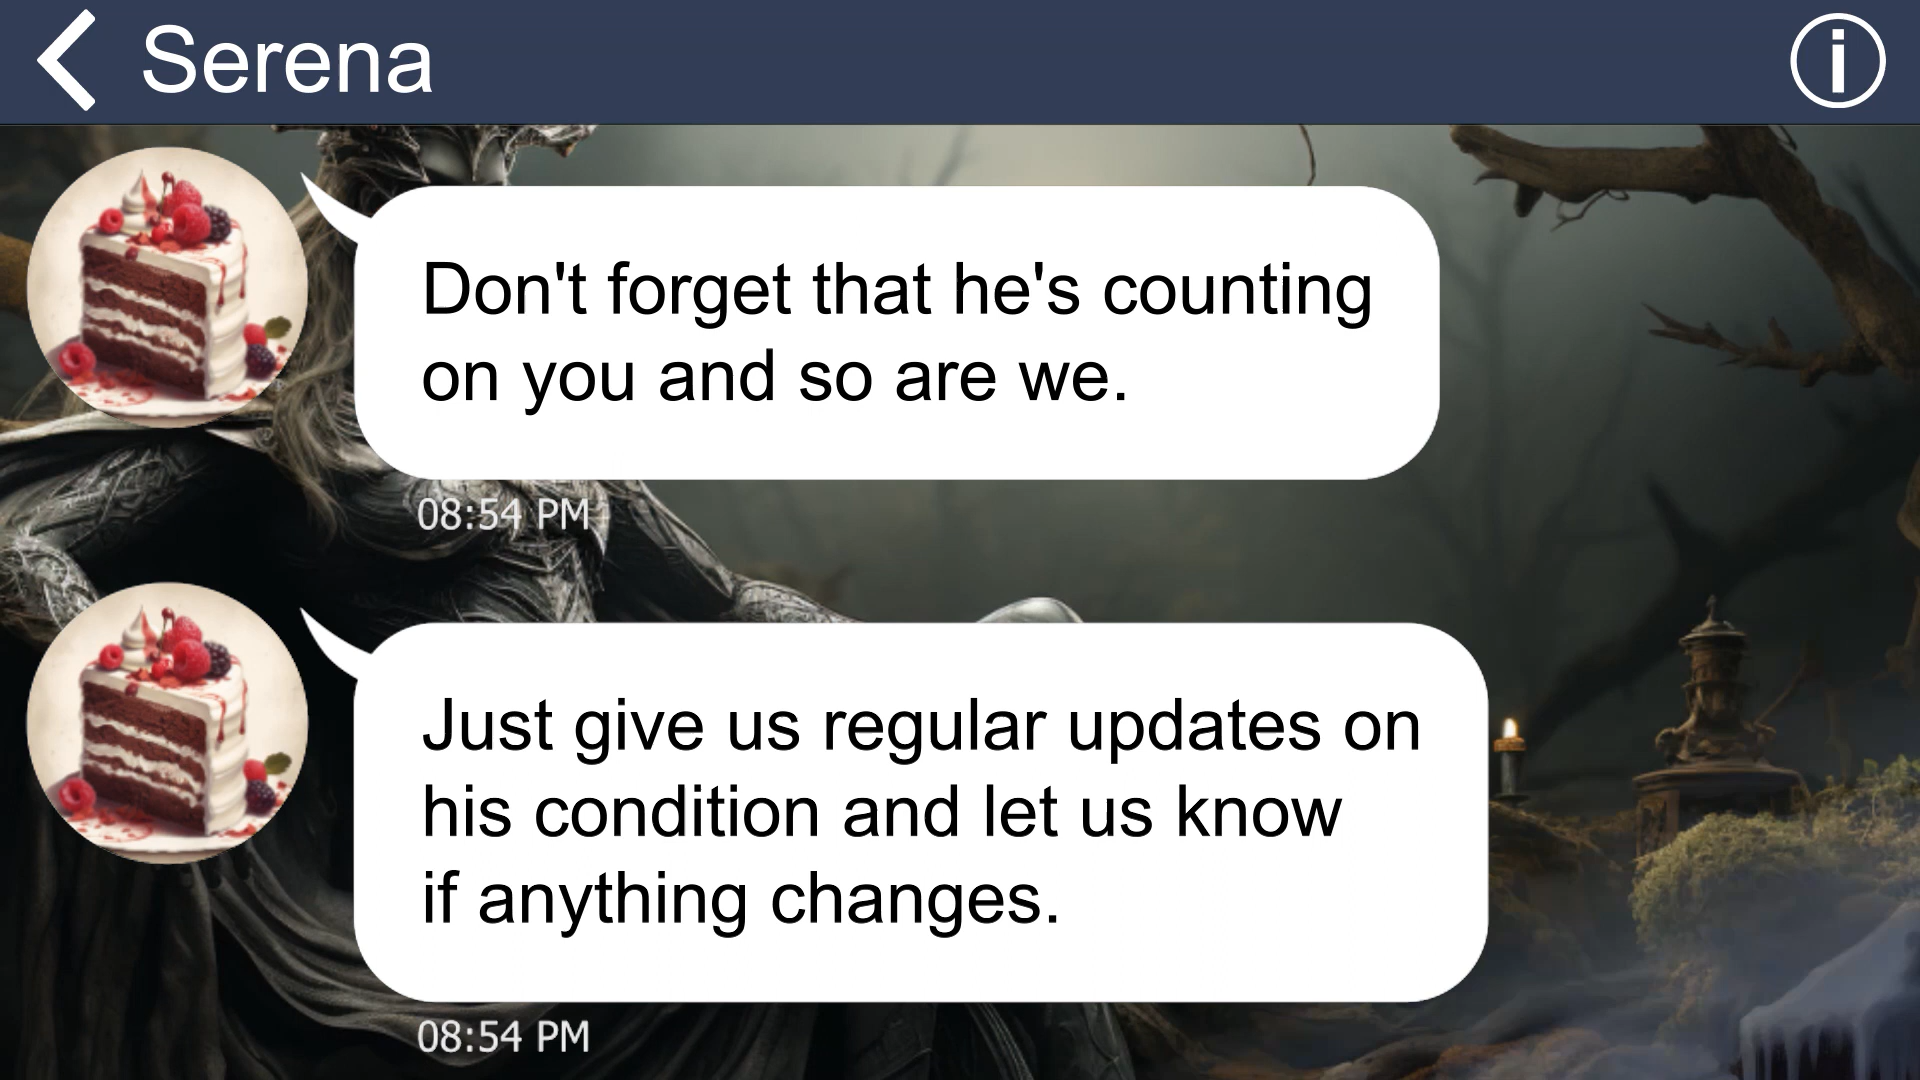 Serena
Don't forget that he's counting
on you and so are we.
08:54 PM
Just give us regular updates on
his condition and let us know
if anything changes.
08:54 PM